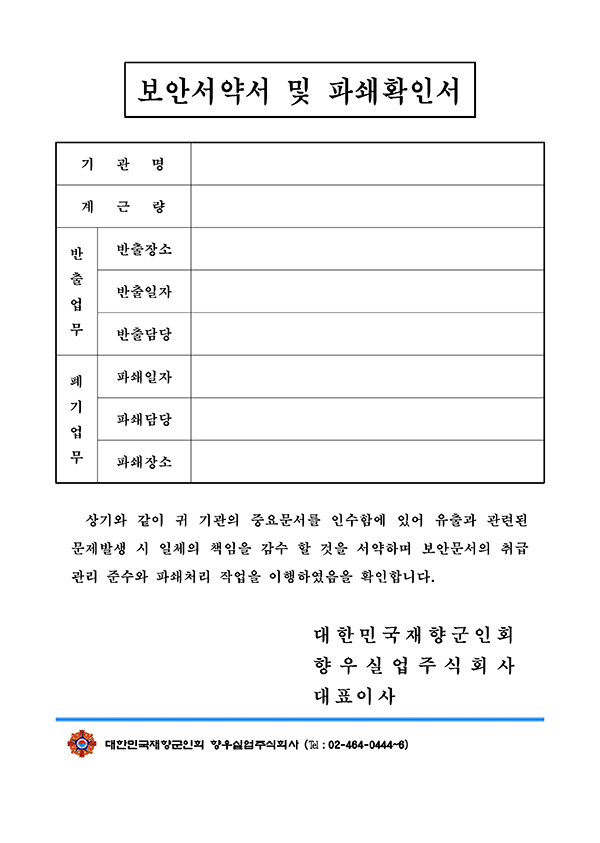 보안서약서 및 파쇄확인서
기 관 명
계 근 량
반출업무
반출장소
반출일자
반출담당
폐기업무
파쇄일자
파쇄담당
파쇄장소
상기와 같이 귀 기관의 중요문서를 인수함에 있어 유출과 관련된
문제발생 시 일체의 책임을 감수 할 것을 서약하며 보안문서의 취급
관리 준수와 파쇄처리 작업을 이행하였음을 확인합니다.
대한민국재향군인회
향우실업주식회사
대표이사
대한민국재향군인회 향우실업주식회사 (℡ : 02-464-0444~6)